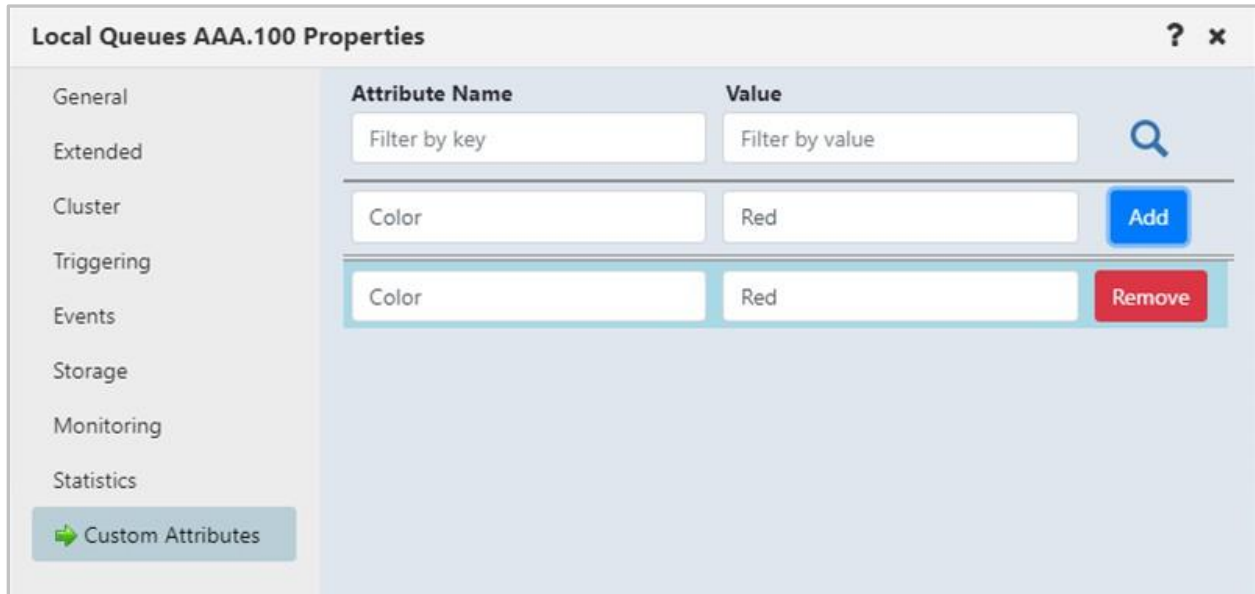 Local Queues AAA.100 Properties ? ×
General
Extended
Cluster
Triggering
Events
Storage
Monitoring
Statistics
Custom Attributes
Attribute Name Value
Filter by key Filter by value
Color Red Add
Color Red Remove